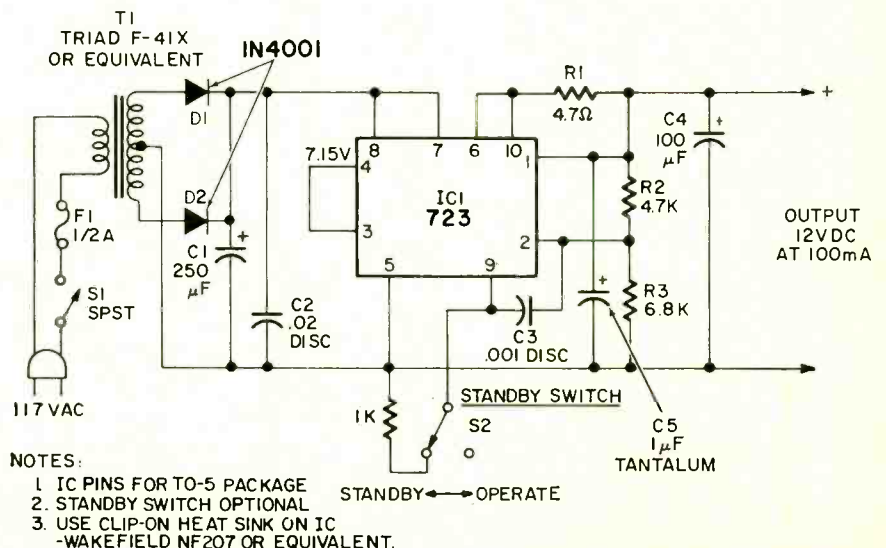 T1
TRIAD F-41X
OR EQUIVALENT
1N4001
D1
D2
F1
1/2A
S1
SPST
117 VAC
C1
250
μF
+
C2
.02
DISC
7.15V
8
7
6
10
4
3
1
2
5
9
IC1
723
R1
4.7Ω
C3
.001 DISC
+
R2
4.7K
R3
6.8K
C4
100
μF
+
+
OUTPUT
12VDC
AT 100mA
1K
STANDBY SWITCH
S2
STANDBY
OPERATE
C5
1μF
TANTALUM
NOTES:
1. IC PINS FOR TO-5 PACKAGE
2. STANDBY SWITCH OPTIONAL
3. USE CLIP-ON HEAT SINK ON IC
-WAKEFIELD NF207 OR EQUIVALENT.